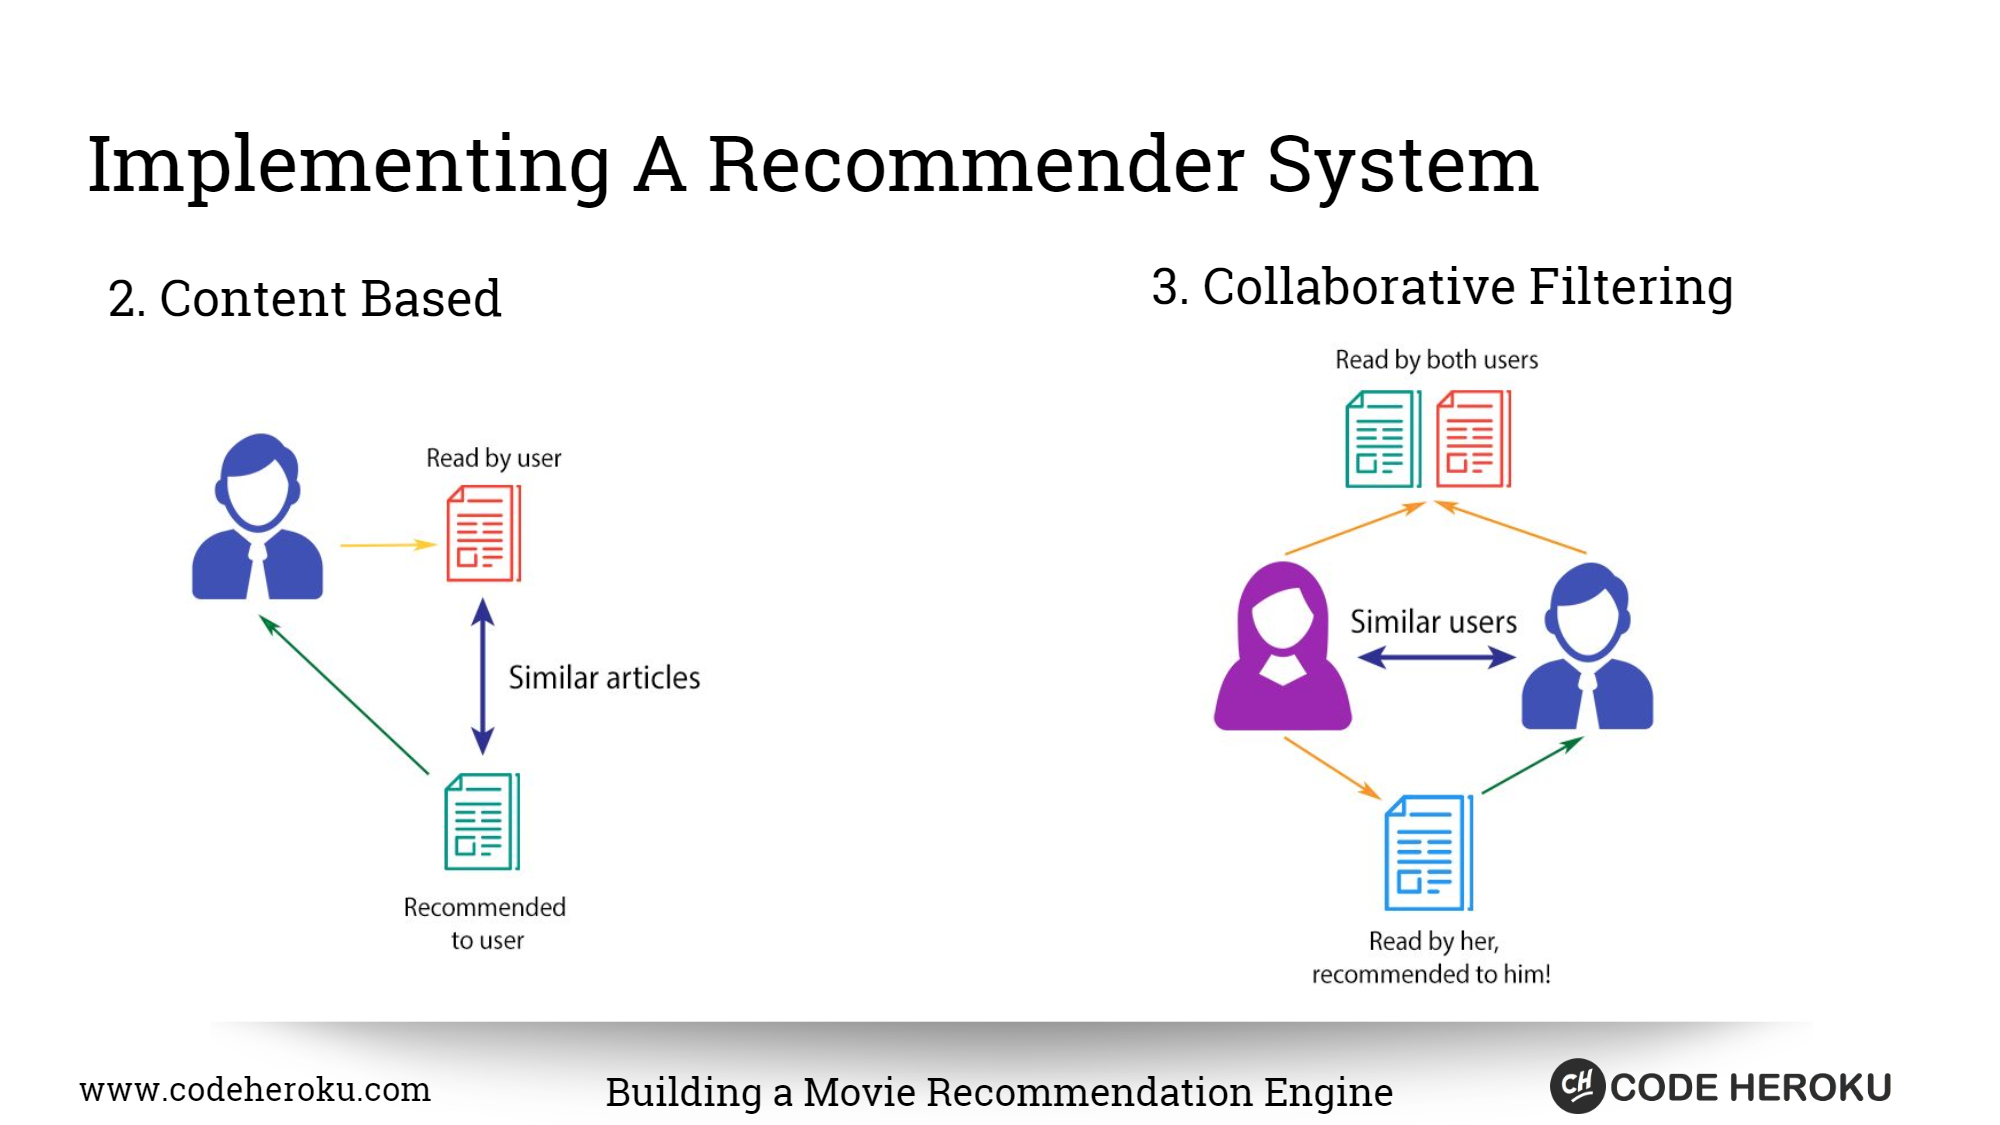 Implementing A Recommender System
2. Content Based
Read by user
Similar articles
Recommended
to user
3. Collaborative Filtering
Read by both users
Similar users
Read by her,
recommended to him!
www.codeheroku.com
Building a Movie Recommendation Engine
CH CODE HEROKU